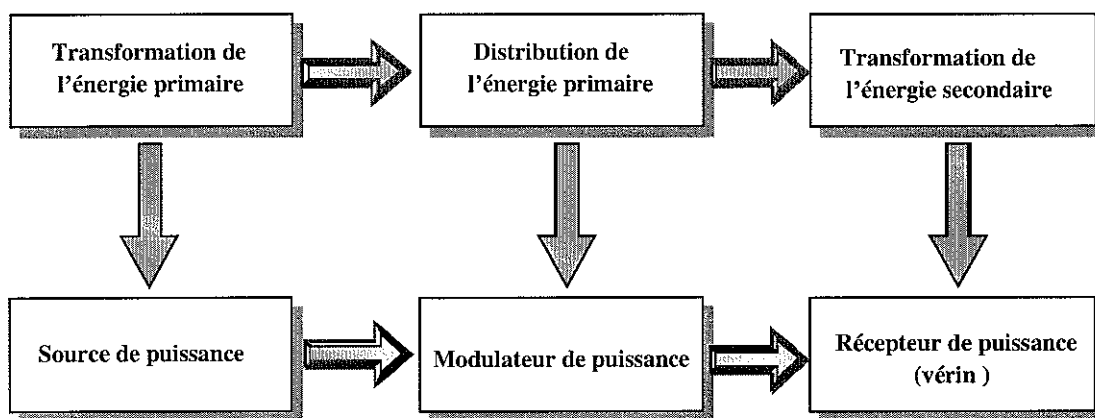 Transformation de
l'énergie primaire
Distribution de
l'énergie primaire
Transformation de
l'énergie secondaire
Source de puissance
Modulateur de puissance
Récepteur de puissance
(vérin )